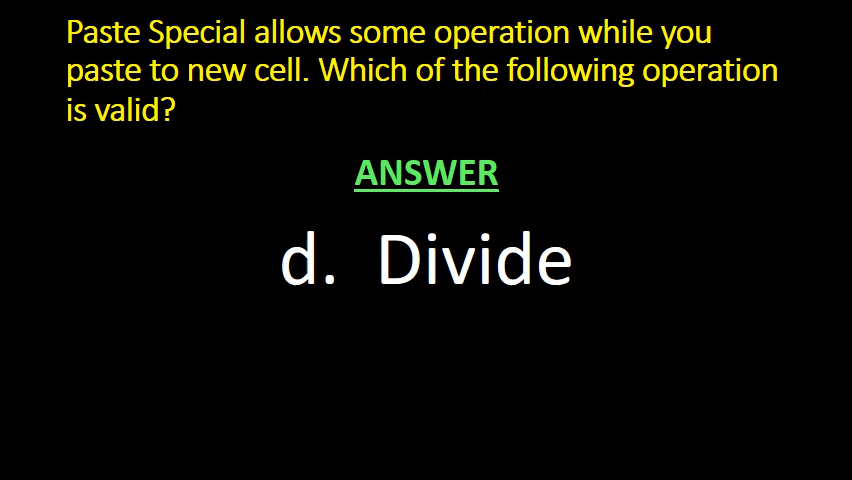 Paste Special allows some operation while you
paste to new cell. Which of the following operation
is valid?
ANSWER
d. Divide